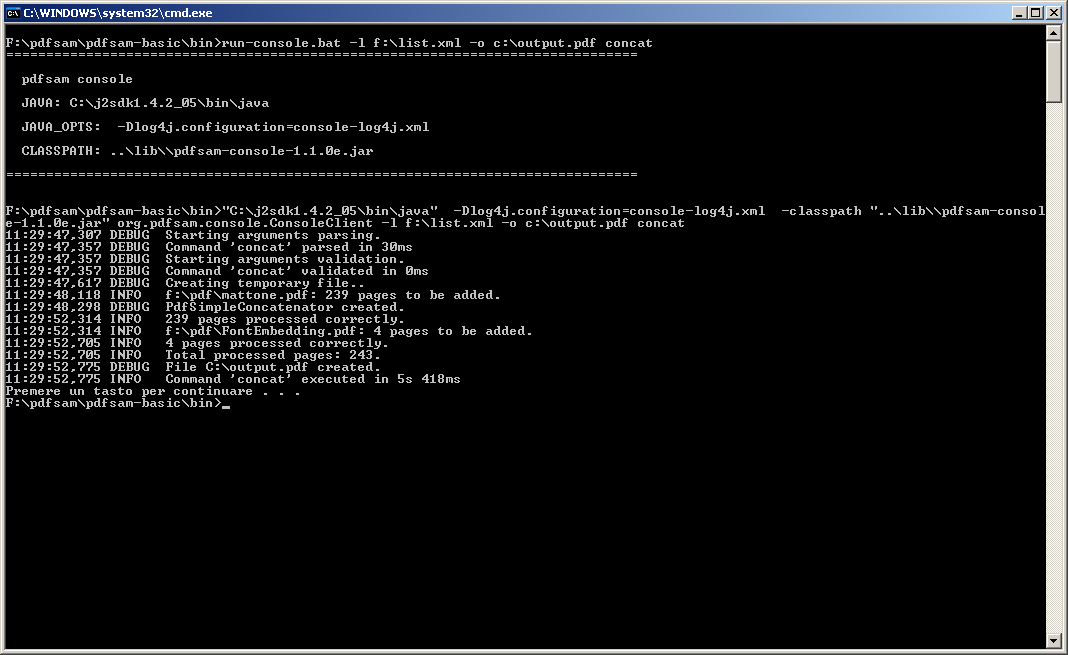 C:\WINDOWS\system32\cmd.exe
F:\pdfsam\pdfsam-basic\bin>run-console.bat -l f:\list.xml -o c:\output.pdf concat
===============================================================================
pdfsam console
JAVA: C:\j2sdk1.4.2_05\bin\java
JAVA_OPTS:  -Dlog4j.configuration=console-log4j.xml
CLASSPATH: ..\lib\\pdfsam-console-1.1.0e.jar
===============================================================================
F:\pdfsam\pdfsam-basic\bin>"C:\j2sdk1.4.2_05\bin\java"  -Dlog4j.configuration=console-log4j.xml  -classpath "..\lib\\pdfsam-consol
e-1.1.0e.jar" org.pdfsam.console.ConsoleClient -l f:\list.xml -o c:\output.pdf concat
11:29:47,307 DEBUG  Starting arguments parsing.
11:29:47,357 DEBUG  Command 'concat' parsed in 30ms
11:29:47,357 DEBUG  Starting arguments validation.
11:29:47,357 DEBUG  Command 'concat' validated in 0ms
11:29:47,617 DEBUG  Creating temporary file..
11:29:48,118 INFO   f:\pdf\mattone.pdf: 239 pages to be added.
11:29:48,298 DEBUG  PdfSimpleConcatenator created.
11:29:52,314 INFO   239 pages processed correctly.
11:29:52,314 INFO   f:\pdf\FontEmbedding.pdf: 4 pages to be added.
11:29:52,705 INFO   4 pages processed correctly.
11:29:52,705 INFO   Total processed pages: 243.
11:29:52,775 DEBUG  File C:\output.pdf created.
11:29:52,775 INFO   Command 'concat' executed in 5s 418ms
Premere un tasto per continuare . . .
F:\pdfsam\pdfsam-basic\bin>_